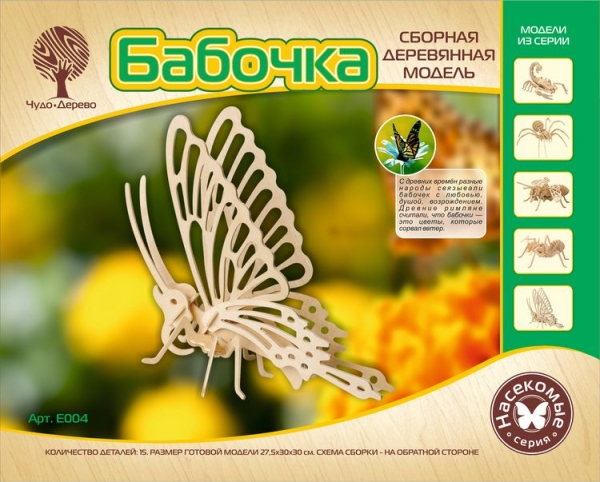 Чудо-Дерево
Бабочка
СБОРНАЯ
ДЕРЕВЯННАЯ
МОДЕЛЬ
МОДЕЛИ
ИЗ СЕРИИ
С древних времён разные
народы связывали
бабочек с любовью,
душой, возрождением.
Древние римляне
считали, что бабочки —
это цветы, которые
сорвал ветер.
Арт. Е004
Насекомые
серия
КОЛИЧЕСТВО ДЕТАЛЕЙ: 15. РАЗМЕР ГОТОВОЙ МОДЕЛИ 27,5х30х30 см. СХЕМА СБОРКИ - НА ОБРАТНОЙ СТОРОНЕ